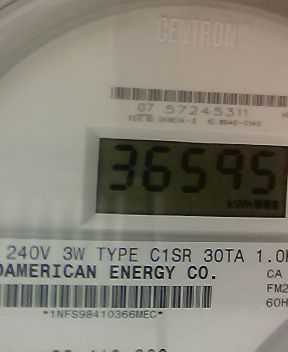 CENTRON®
07 57245311
36595
kWh
240V 3W TYPE C1SR 30TA 1.0
DAMERICAN ENERGY CO.
CA
FM2
60H
*1NFS98410366MEC*